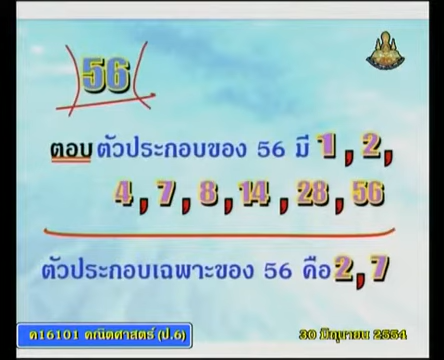 56
ตอบ ตัวประกอบของ 56 มี 1, 2,
4, 7, 8, 14, 28, 56
ตัวประกอบเฉพาะของ 56 คือ 2, 7
ค16101 คณิตศาสตร์ (ป.6)
30 มิถุนายน 2554